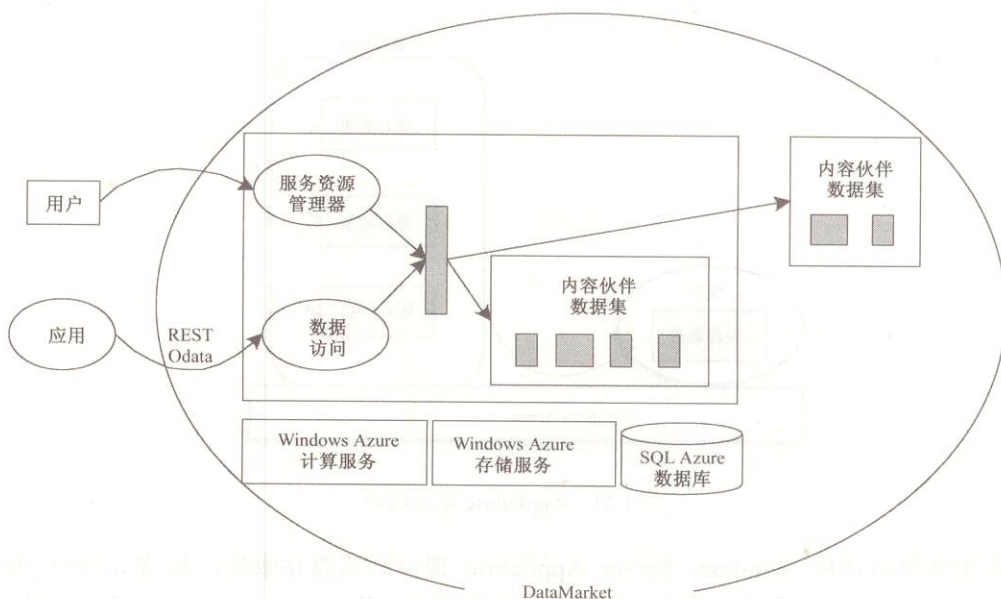 用户
应用
REST
Odata
服务资源
管理器
数据
访问
内容伙伴
数据集
内容伙伴
数据集
Windows Azure
计算服务
Windows Azure
存储服务
SQL Azure
数据库
DataMarket